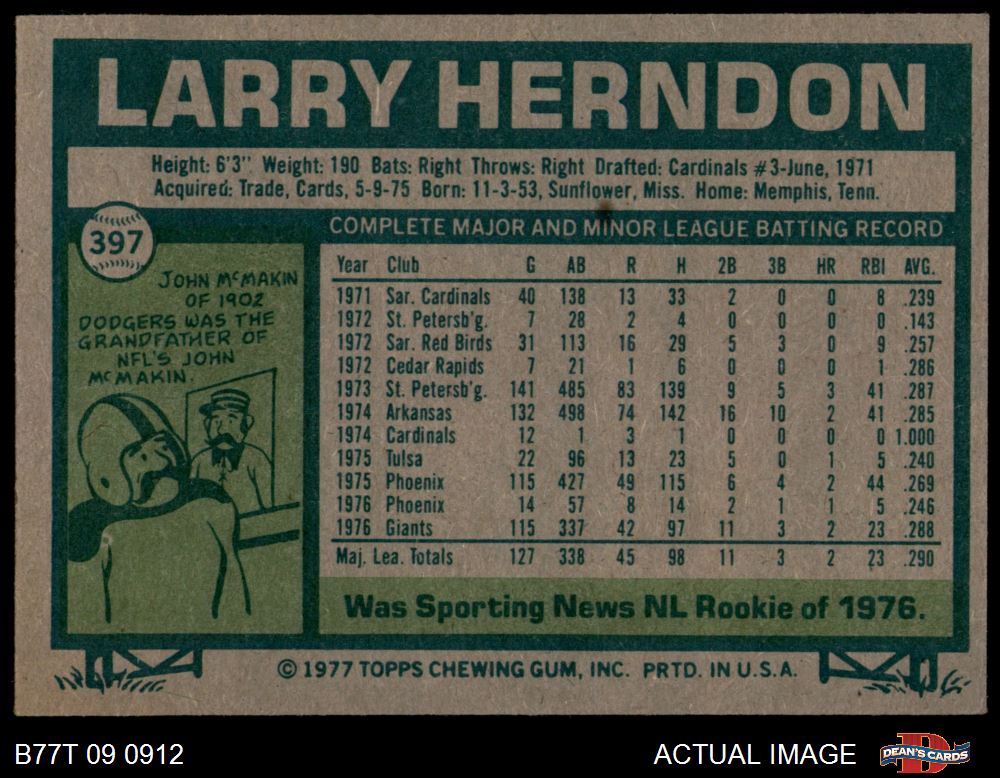 LARRY HERNDON
Height: 6'3" Weight: 190 Bats: Right Throws: Right Drafted: Cardinals #3-June, 1971
Acquired: Trade, Cards, 5-9-75 Born: 11-3-53, Sunflower, Miss. Home: Memphis, Tenn.
397
JOHN McMAKIN
OF 1902
DODGERS WAS THE
GRANDFATHER OF
NFL'S JOHN
McMAKIN.
COMPLETE MAJOR AND MINOR LEAGUE BATTING RECORD
Year Club G AB R H 2B 3B HR RBI AVG.
1971 Sar. Cardinals 40 138 13 33 2 0 0 8 .239
1972 St. Petersb'g. 7 28 2 4 0 0 0 0 .143
1972 Sar. Red Birds 31 113 16 29 5 3 0 9 .257
1972 Cedar Rapids 7 21 1 6 0 0 0 1 .286
1973 St. Petersb'g. 141 485 83 139 9 5 3 41 .287
1974 Arkansas 132 498 74 142 16 10 2 41 .285
1974 Cardinals 12 1 3 1 0 0 0 0 1.000
1975 Tulsa 22 96 13 23 5 0 1 5 .240
1975 Phoenix 115 427 49 115 6 4 2 44 .269
1976 Phoenix 14 57 8 14 2 1 1 5 .246
1976 Giants 115 337 42 97 11 3 2 23 .288
Maj. Lea. Totals 127 338 45 98 11 3 2 23 .290
Was Sporting News NL Rookie of 1976.
© 1977 TOPPS CHEWING GUM, INC. PRTD. IN U.S.A.
B77T 09 0912
ACTUAL IMAGE
DEAN'S CARDS